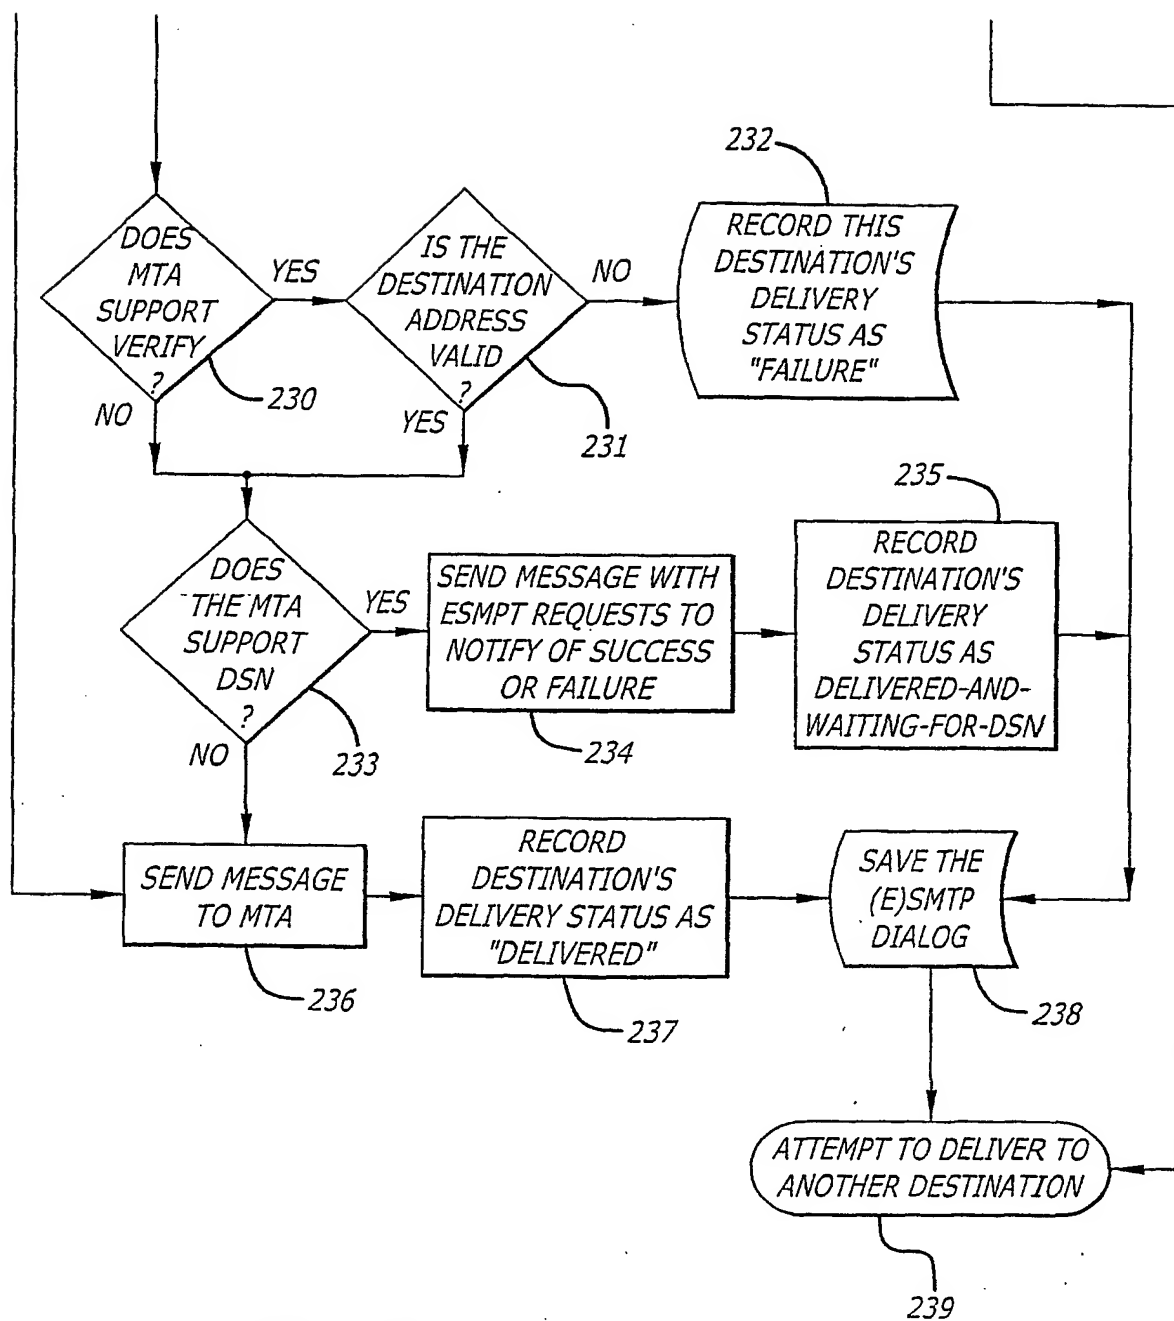 232
DOES
MTA
SUPPORT
VERIFY
?
YES
NO
230
IS THE
DESTINATION
ADDRESS
VALID
?
NO
YES
231
RECORD THIS
DESTINATION'S
DELIVERY
STATUS AS
"FAILURE"
235
DOES
THE MTA
SUPPORT
DSN
?
YES
NO
233
SEND MESSAGE WITH
ESMPT REQUESTS TO
NOTIFY OF SUCCESS
OR FAILURE
234
RECORD
DESTINATION'S
DELIVERY
STATUS AS
DELIVERED-AND-
WAITING-FOR-DSN
SEND MESSAGE
TO MTA
236
RECORD
DESTINATION'S
DELIVERY STATUS AS
"DELIVERED"
237
SAVE THE
(E)SMTP
DIALOG
238
ATTEMPT TO DELIVER TO
ANOTHER DESTINATION
239